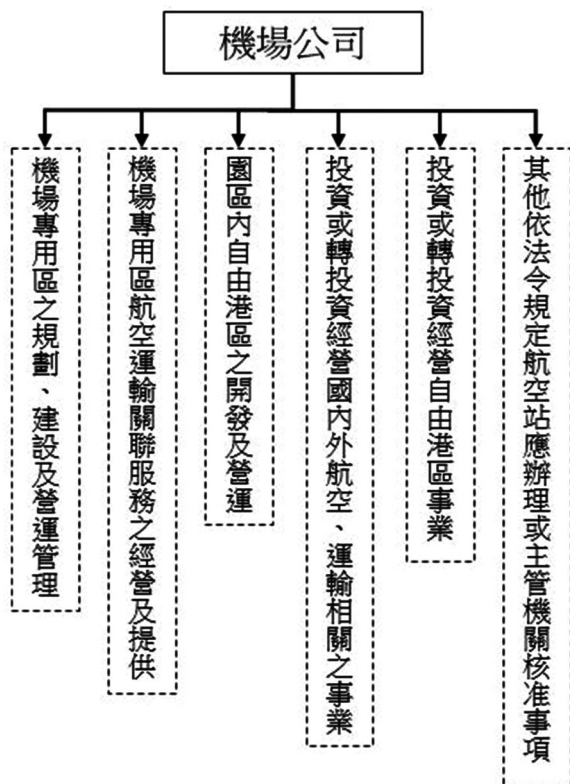 機場公司
機場專用區之規劃、建設及營運管理
機場專用區航空運輸關聯服務之經營及提供
園區內自由港區之開發及營運
投資或轉投資經營國內外航空、運輸相關之事業
投資或轉投資經營自由港區事業
其他依法令規定航空站應辦理或主管機關核准事項